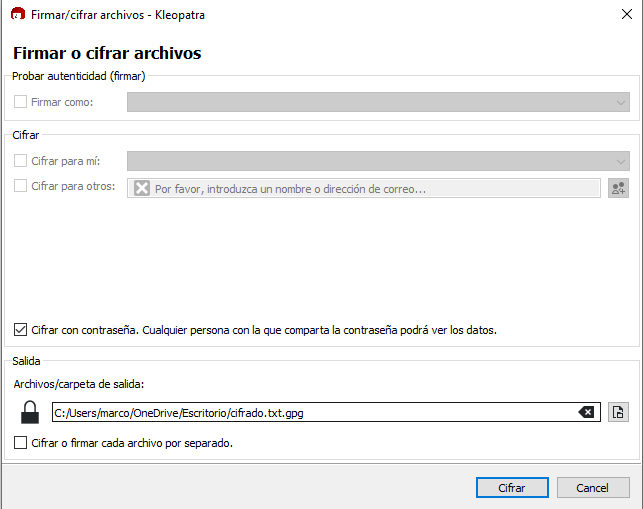 Firmar/cifrar archivos - Kleopatra
Firmar o cifrar archivos
Probar autenticidad (firmar)
Firmar como:
Cifrar
Cifrar para mí:
Cifrar para otros:
Por favor, introduzca un nombre o dirección de correo...
Cifrar con contraseña. Cualquier persona con la que comparta la contraseña podrá ver los datos.
Salida
Archivos/carpeta de salida:
C:/Users/marco/OneDrive/Escritorio/cifrado.txt.gpg
Cifrar o firmar cada archivo por separado.
Cifrar
Cancel